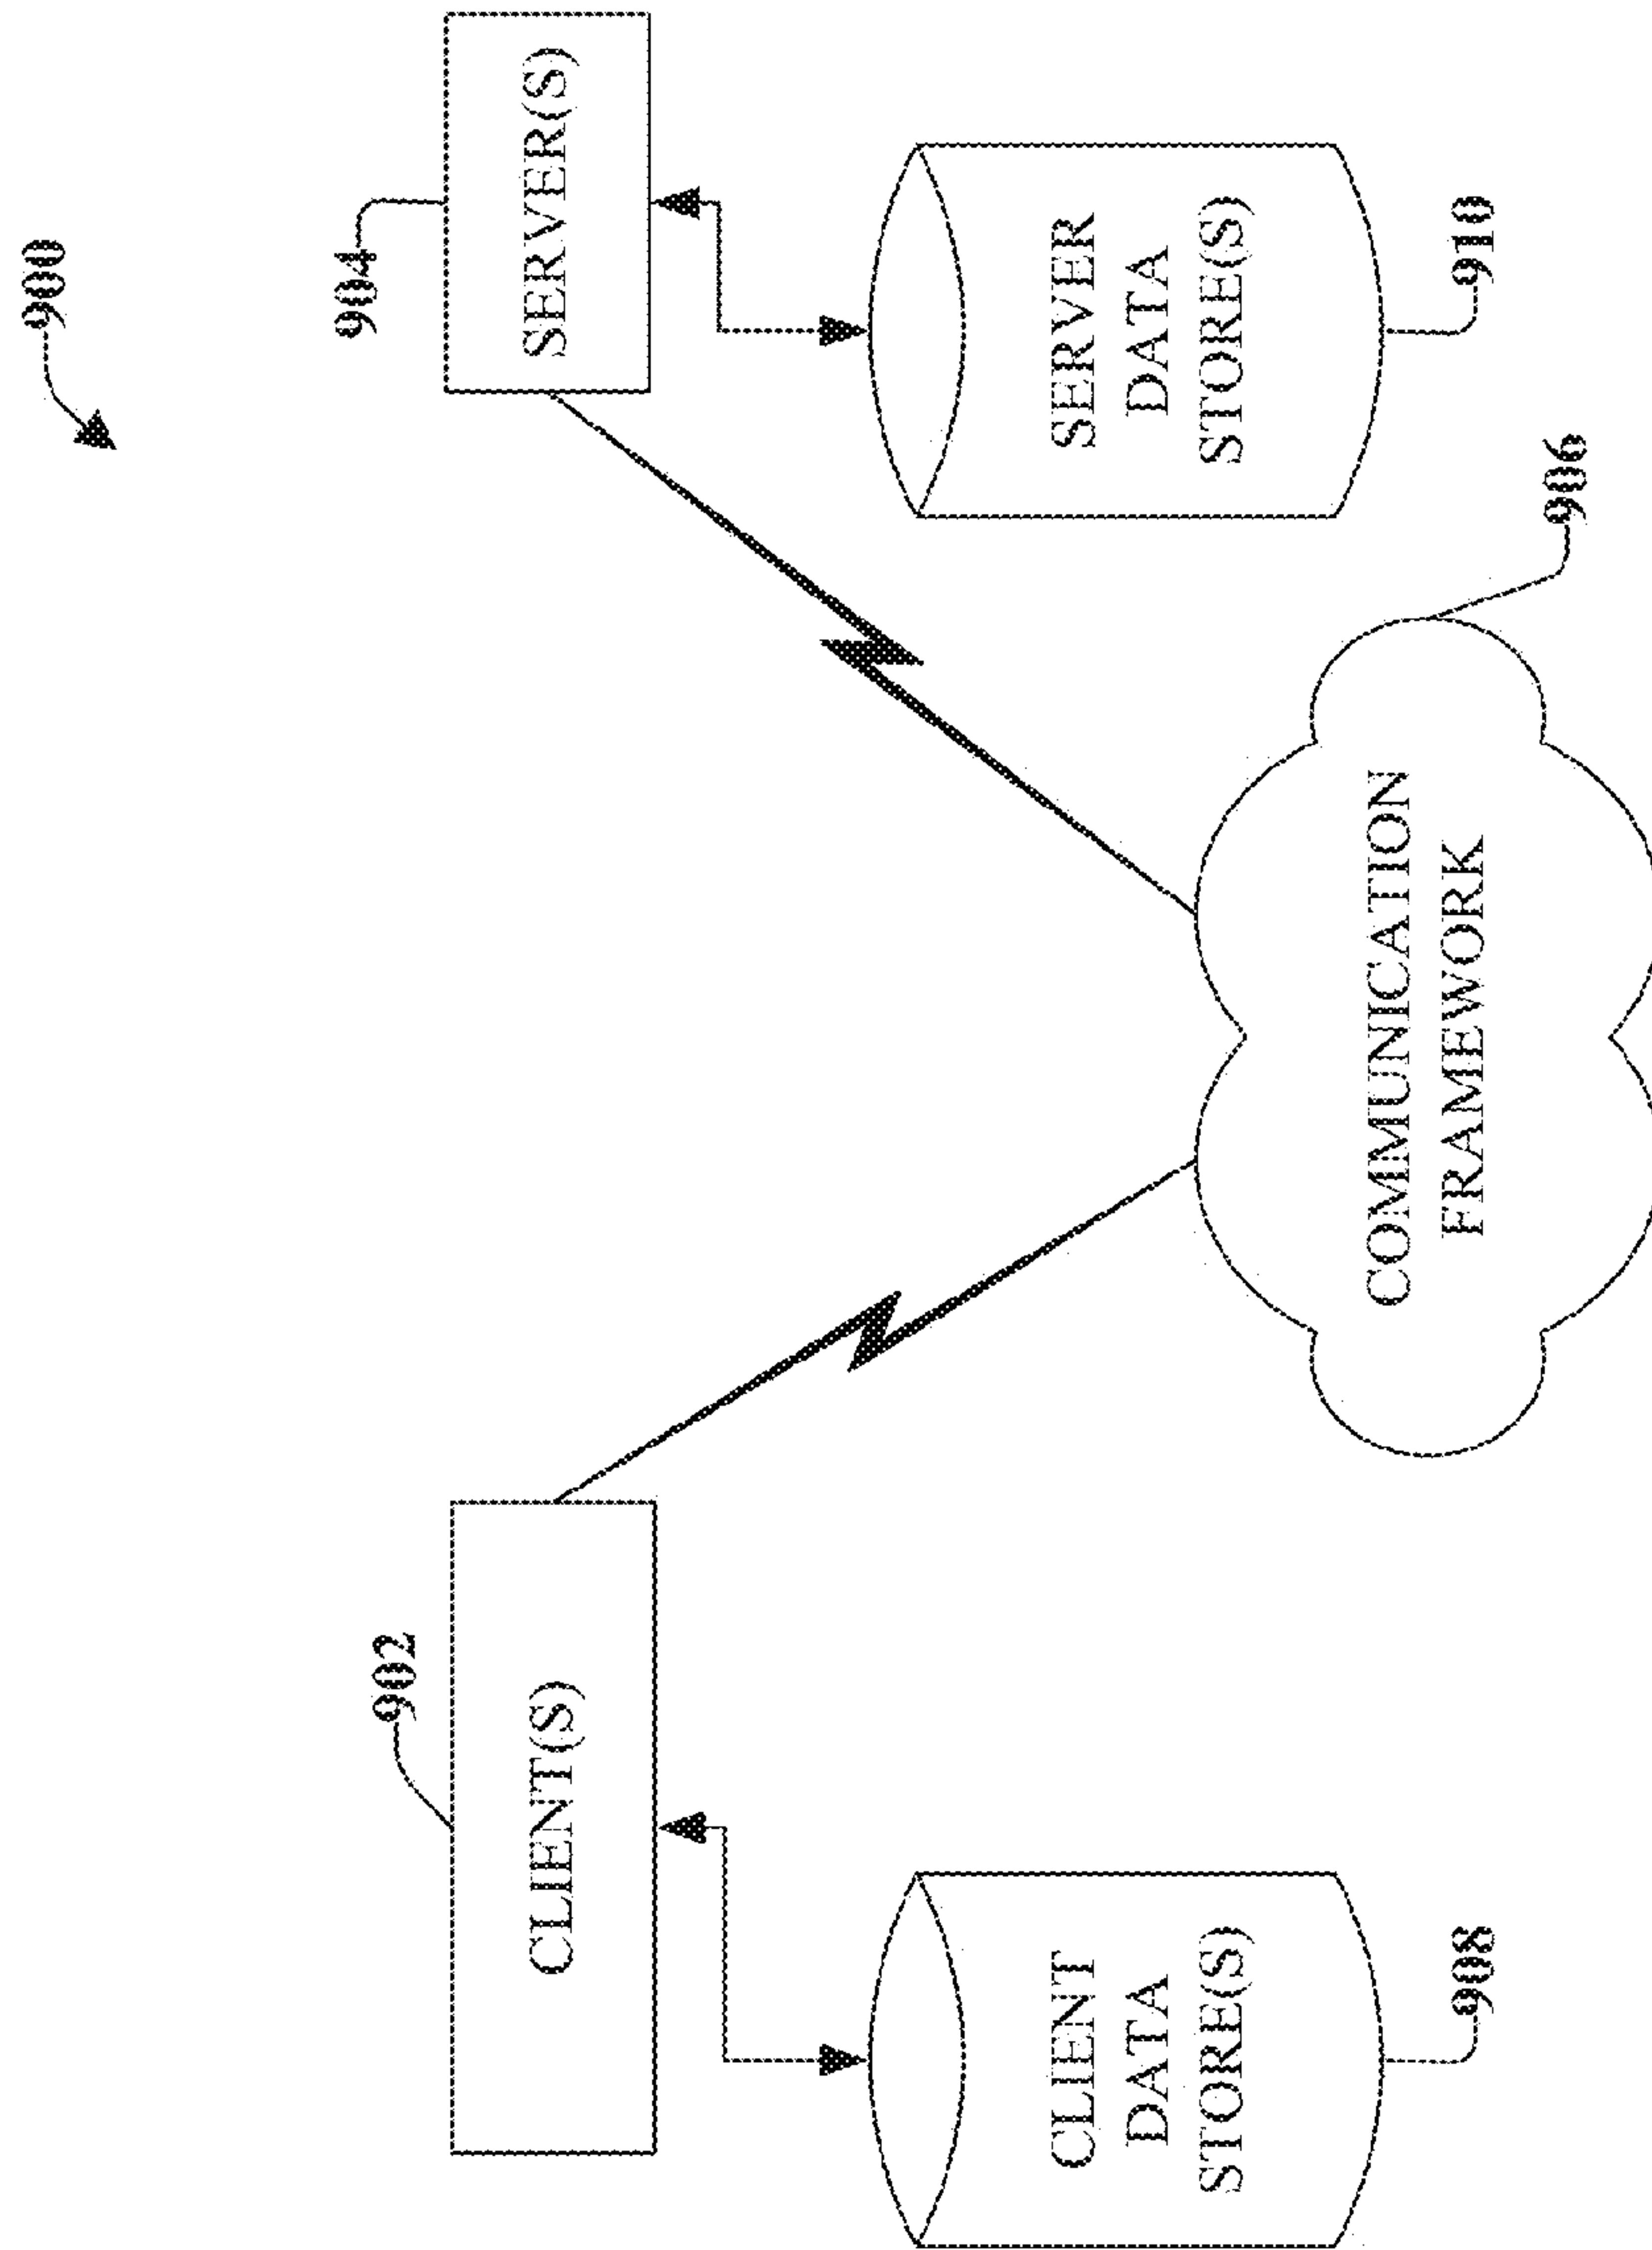 900
902
CLIENT(S)
904
SERVER(S)
CLIENT
DATA
STORE(S)
908
SERVER
DATA
STORE(S)
910
906
COMMUNICATION
FRAMEWORK